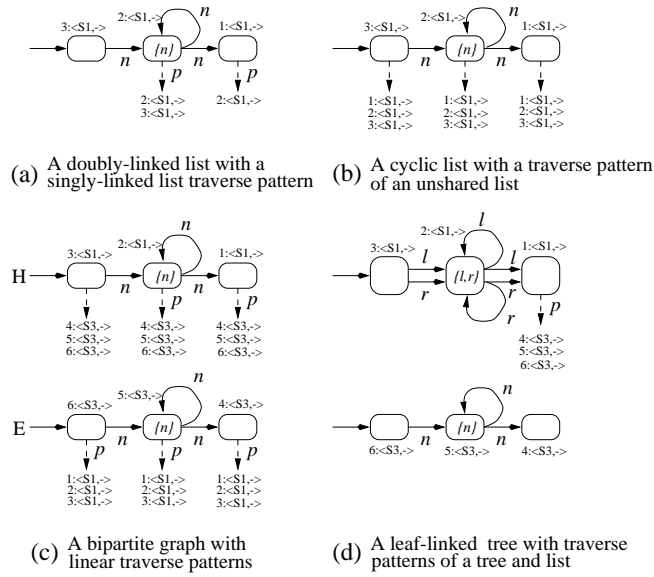 2:<S1,->
n
3:<S1,->
1:<S1,->
{n}
n
n
p
p
2:<S1,->
3:<S1,->
2:<S1,->
(a) A doubly-linked list with a
singly-linked list traverse pattern
2:<S1,->
n
3:<S1,->
1:<S1,->
{n}
n
n
1:<S1,->
2:<S1,->
3:<S1,->
1:<S1,->
2:<S1,->
3:<S1,->
1:<S1,->
2:<S1,->
3:<S1,->
(b) A cyclic list with a traverse pattern
of an unshared list
n
2:<S1,->
3:<S1,->
1:<S1,->
H
{n}
n
n
p
p
4:<S3,->
5:<S3,->
6:<S3,->
4:<S3,->
5:<S3,->
6:<S3,->
4:<S3,->
5:<S3,->
6:<S3,->
n
5:<S3,->
6:<S3,->
4:<S3,->
E
{n}
p
n
p
n
p
1:<S1,->
2:<S1,->
3:<S1,->
1:<S1,->
2:<S1,->
3:<S1,->
1:<S1,->
2:<S1,->
3:<S1,->
(c) A bipartite graph with
linear traverse patterns
l
2:<S1,->
3:<S1,->
1:<S1,->
l
l
{l,r}
r
r
r
p
4:<S3,->
5:<S3,->
6:<S3,->
n
{n}
n
n
6:<S3,->
5:<S3,->
4:<S3,->
(d) A leaf-linked tree with traverse
patterns of a tree and list